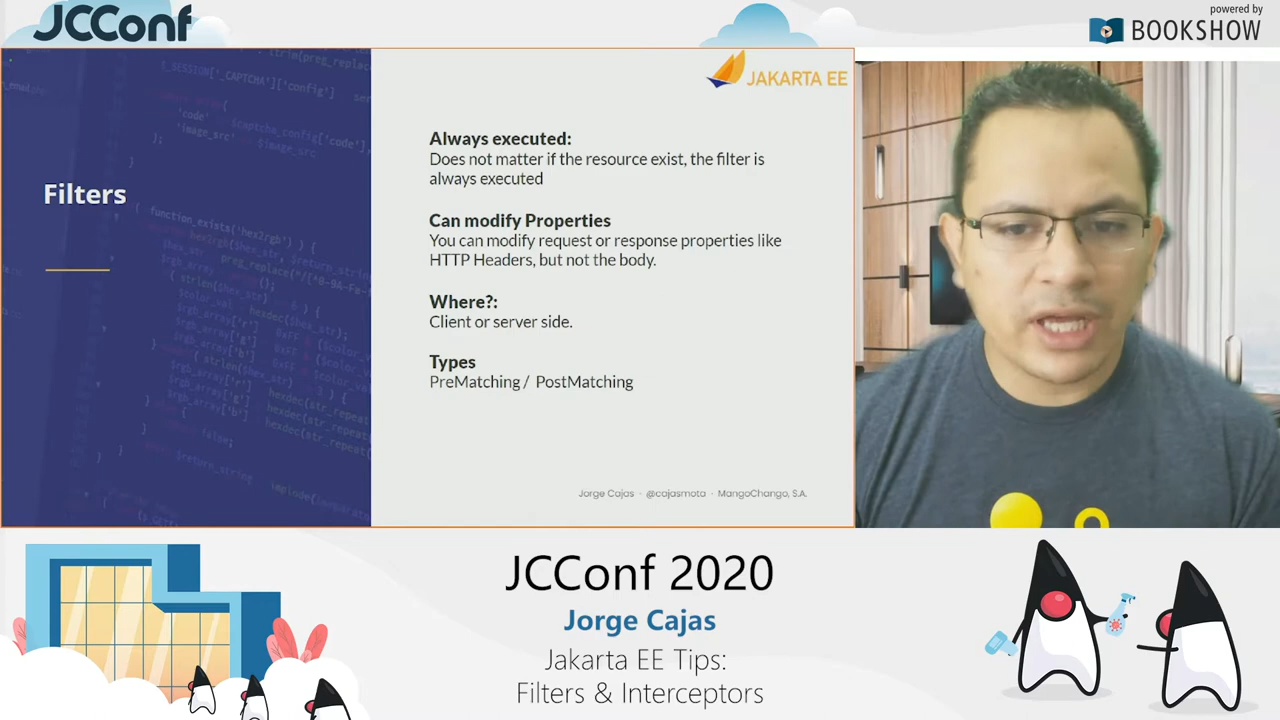 JCConf
powered by
BOOKSHOW
JAKARTA EE
Filters
Always executed:
Does not matter if the resource exist, the filter is
always executed
Can modify Properties
You can modify request or response properties like
HTTP Headers, but not the body.
Where?:
Client or server side.
Types
PreMatching / PostMatching
Jorge Cajas · @cajasmota · MangoChango, S.A.
JCConf 2020
Jorge Cajas
Jakarta EE Tips:
Filters & Interceptors